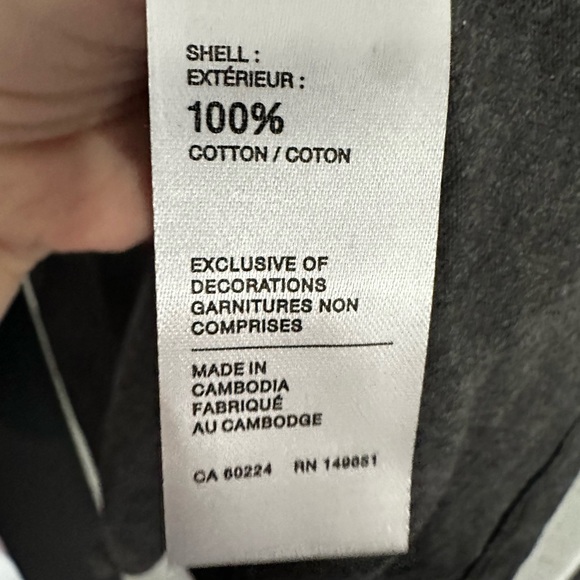 SHELL :
EXTÉRIEUR :
100%
COTTON / COTON
EXCLUSIVE OF
DECORATIONS
GARNITURES NON
COMPRISES
MADE IN
CAMBODIA
FABRIQUÉ
AU CAMBODGE
CA 60224 RN 149651